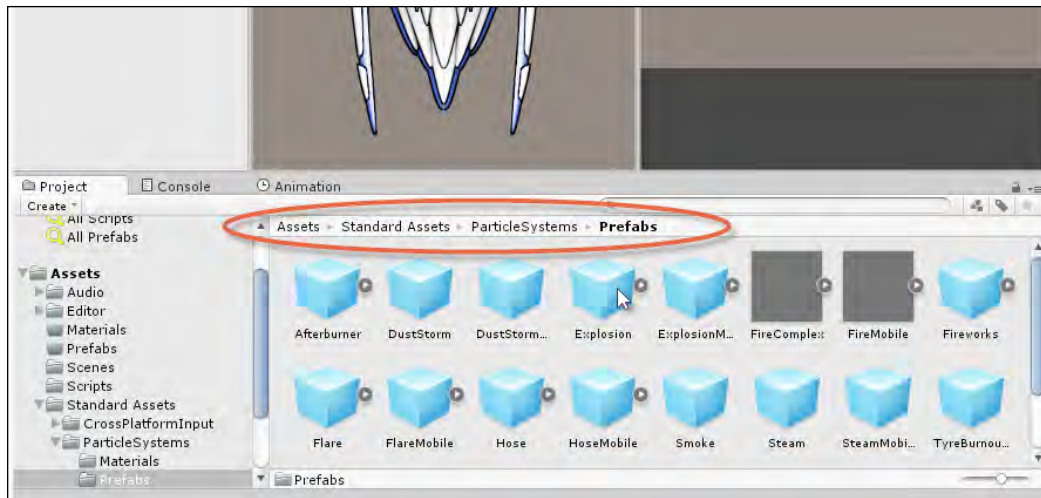 Project Console Animation
Create
All Scripts
All Prefabs
Assets ▸ Standard Assets ▸ ParticleSystems ▸ Prefabs
Assets
Audio
Editor
Materials
Prefabs
Scenes
Scripts
Standard Assets
CrossPlatformInput
ParticleSystems
Materials
Prefabs
Afterburner DustStorm DustStorm... Explosion ExplosionM... FireComplex FireMobile Fireworks
Flare FlareMobile Hose HoseMobile Smoke Steam SteamMobi... TyreBurnou...
Prefabs